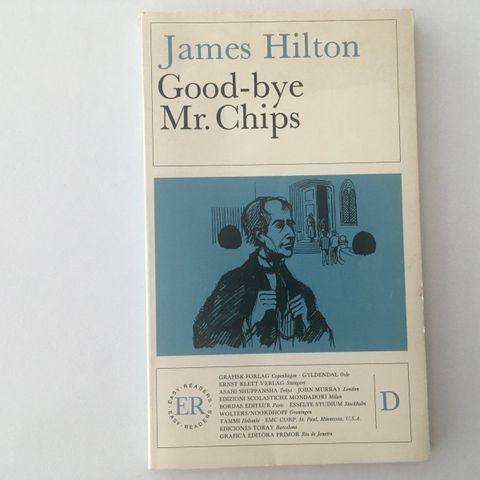 James Hilton
Good-bye
Mr. Chips
EASY-READERS
ER
EASY-READERS
GRAFISK FORLAG Copenhagen · GYLDENDAL Oslo
ERNST KLETT VERLAG Stuttgart
ASAHI SHUPPANSHA Tokyo · JOHN MURRAY London
EDIZIONI SCOLASTICHE MONDADORI Milan
BORDAS EDITEUR Paris · ESSELTE STUDIUM Stockholm
WOLTERS/NOORDHOFF Groningen
TAMMI Helsinki · EMC CORP. St. Paul, Minnesota, U.S.A.
EDICIONES TORAY Barcelona
GRAFICA EDITÔRA PRIMOR Rio de Janeiro
D